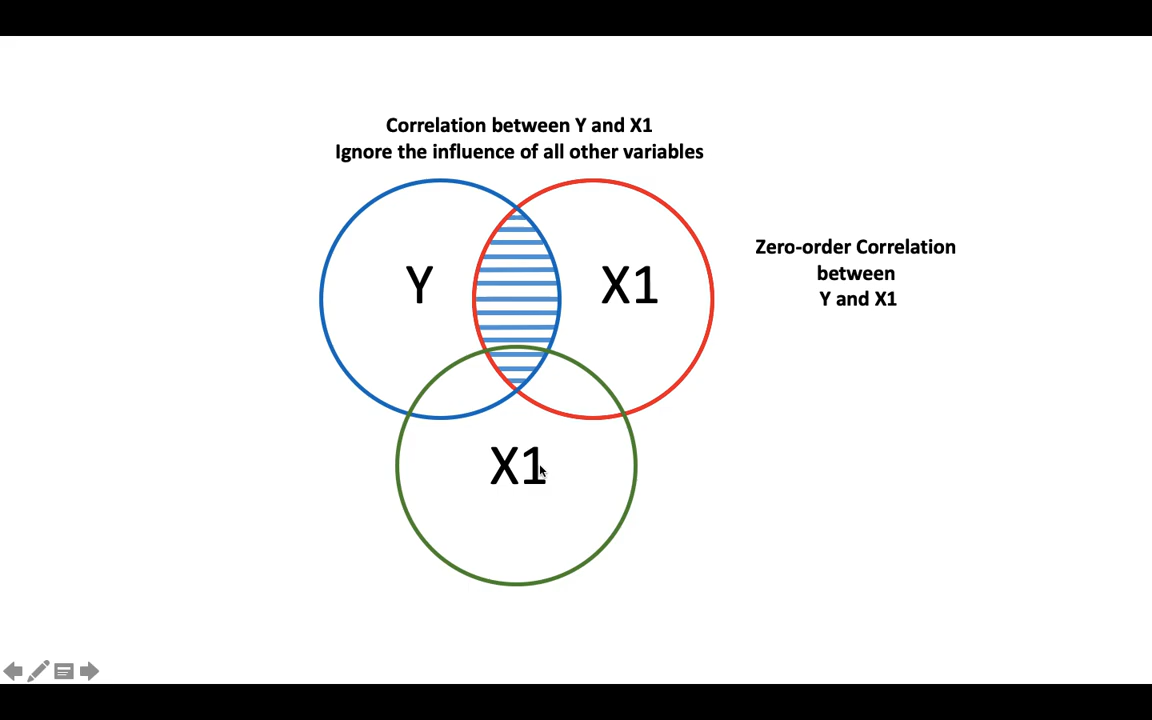 Correlation between Y and X1
Ignore the influence of all other variables
Y
X1
Zero-order Correlation
between
Y and X1
X1